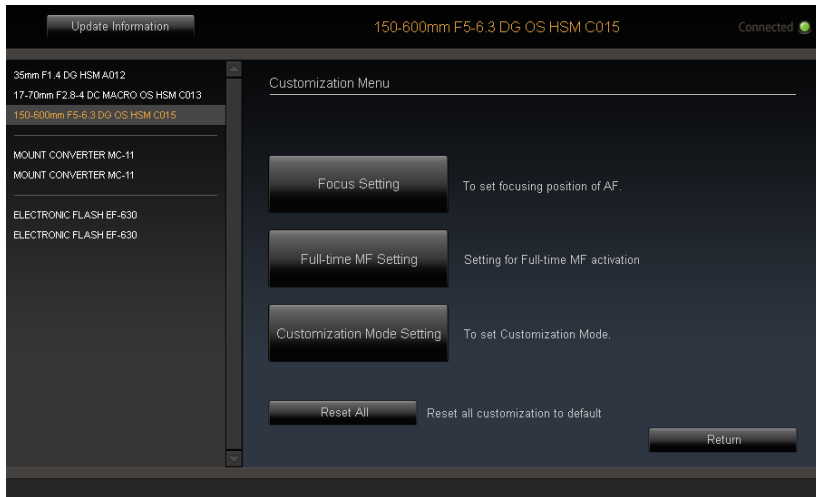 Update Information
150-600mm F5-6.3 DG OS HSM C015
Connected
35mm F1.4 DG HSM A012
17-70mm F2.8-4 DC MACRO OS HSM C013
150-600mm F5-6.3 DG OS HSM C015
MOUNT CONVERTER MC-11
MOUNT CONVERTER MC-11
ELECTRONIC FLASH EF-630
ELECTRONIC FLASH EF-630
Customization Menu
Focus Setting
To set focusing position of AF.
Full-time MF Setting
Setting for Full-time MF activation
Customization Mode Setting
To set Customization Mode.
Reset All
Reset all customization to default
Return